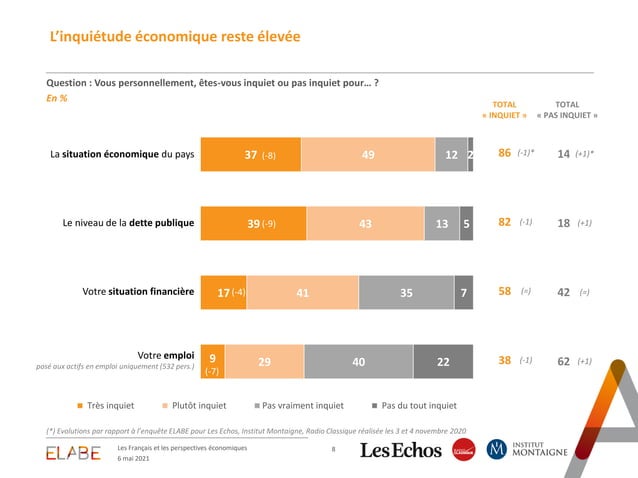 L’inquiétude économique reste élevée
Question : Vous personnellement, êtes-vous inquiet ou pas inquiet pour… ?
En %
TOTAL « INQUIET »
TOTAL « PAS INQUIET »
La situation économique du pays 37 (-8) 49 12 2 86 (-1)* 14 (+1)*
Le niveau de la dette publique 39 (-9) 43 13 5 82 (-1) 18 (+1)
Votre situation financière 17 (-4) 41 35 7 58 (=) 42 (=)
Votre emploi 9 (-7) 29 40 22 38 (-1) 62 (+1)
posé aux actifs en emploi uniquement (532 pers.)
Très inquiet Plutôt inquiet Pas vraiment inquiet Pas du tout inquiet
(*) Evolutions par rapport à l’enquête ELABE pour Les Echos, Institut Montaigne, Radio Classique réalisée les 3 et 4 novembre 2020
ELABE
Les Français et les perspectives économiques
6 mai 2021
8
Les Echos
RADIO CLASSIQUE
M
INSTITUT
MONTAIGNE